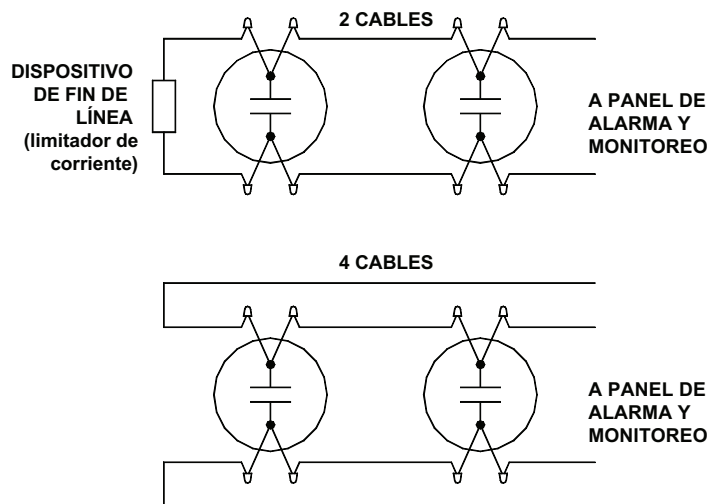 2 CABLES
DISPOSITIVO
DE FIN DE
LÍNEA
(limitador de
corriente)
A PANEL DE
ALARMA Y
MONITOREO
4 CABLES
A PANEL DE
ALARMA Y
MONITOREO